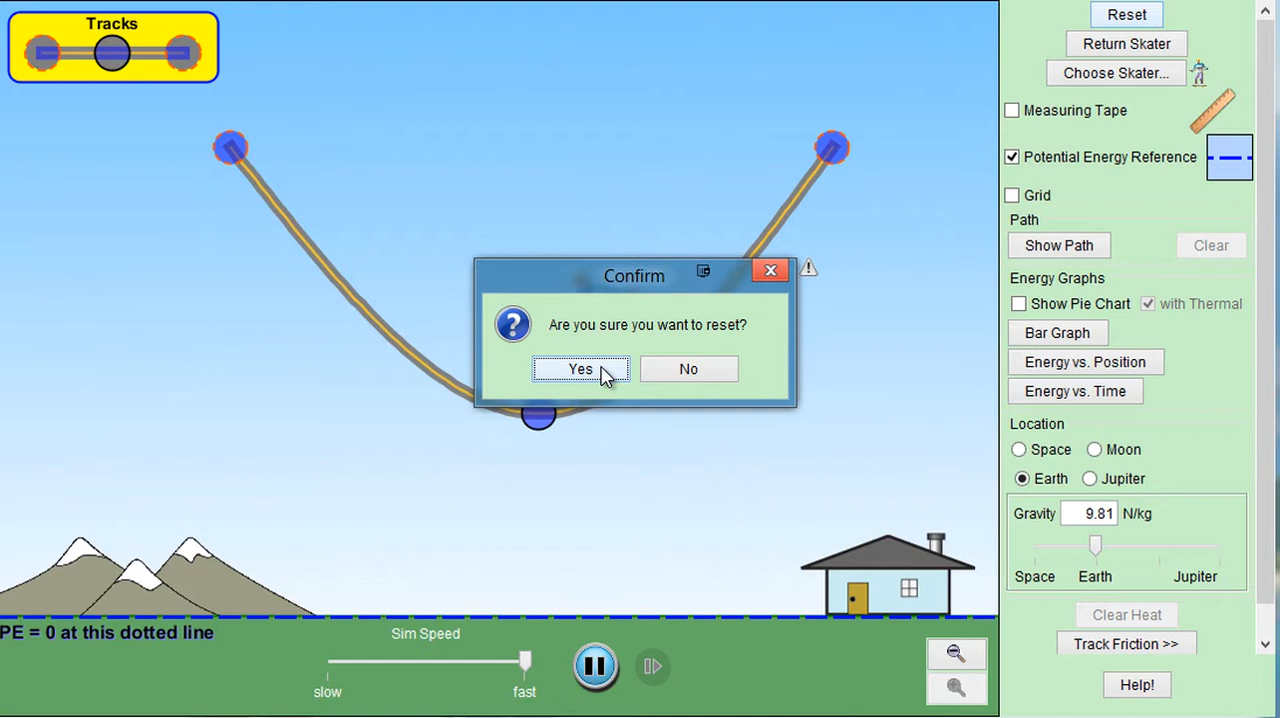 Tracks
Reset
Return Skater
Choose Skater...
Measuring Tape
Potential Energy Reference
Grid
Path
Show Path
Clear
Energy Graphs
Show Pie Chart
with Thermal
Bar Graph
Energy vs. Position
Energy vs. Time
Location
Space
Moon
Earth
Jupiter
Gravity 9.81 N/kg
Space Earth Jupiter
Clear Heat
Track Friction >>
Help!
Confirm
Are you sure you want to reset?
Yes
No
PE = 0 at this dotted line
Sim Speed
slow
fast